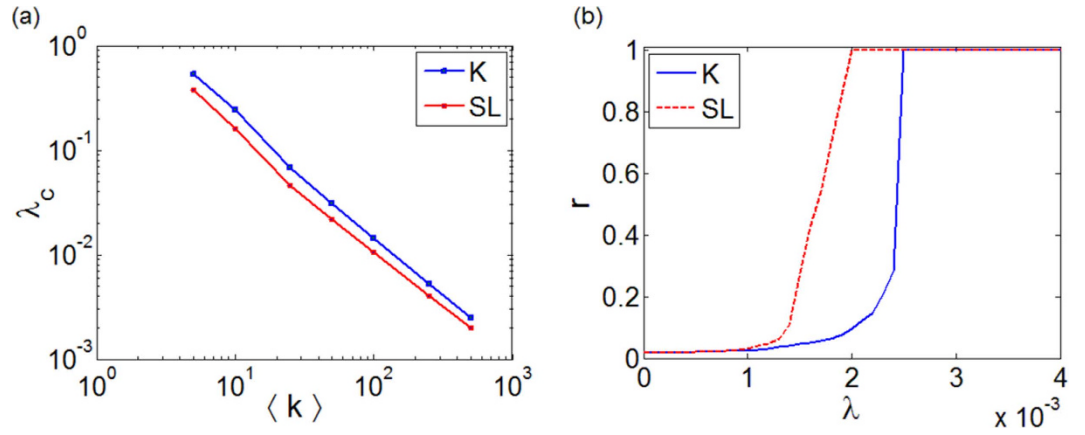 (a)
10^0
10^-1
10^-2
10^-3
λ_c
K
SL
10^0 10^1 10^2 10^3
⟨ k ⟩
(b)
1
0.8
0.6
0.4
0.2
0
r
K
SL
0 1 2 3 4
λ
x 10^-3